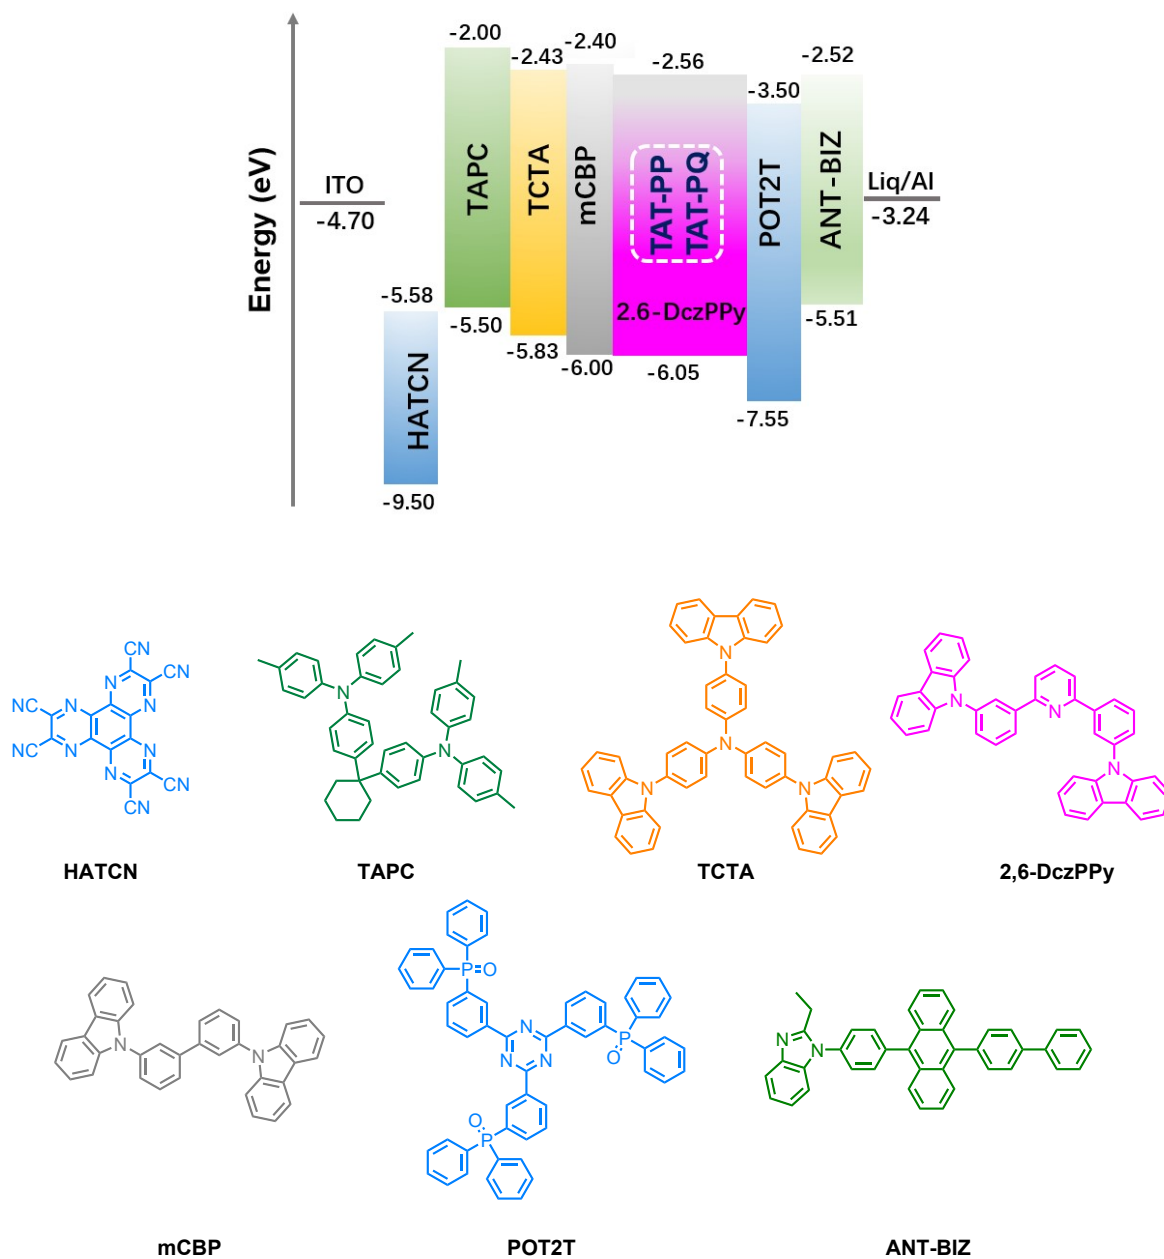 Energy (eV)
ITO
-4.70
-5.58
HATCN
-9.50
-2.00
TAPC
-5.50
-2.43
TCTA
-5.83
-2.40
mCBP
-6.00
-2.56
TAT-PP
TAT-PQ
2.6-DczPPy
-6.05
-3.50
POT2T
-7.55
-2.52
ANT-BIZ
-5.51
Liq/Al
-3.24
CN
CN
NC
N
N
N
N
NC
N
N
CN
CN
HATCN
N
N
TAPC
N
N
N
N
TCTA
N
N
N
2,6-DczPPy
N
N
mCBP
P=O
N
N
N
P
O
O
P
POT2T
N
N
ANT-BIZ